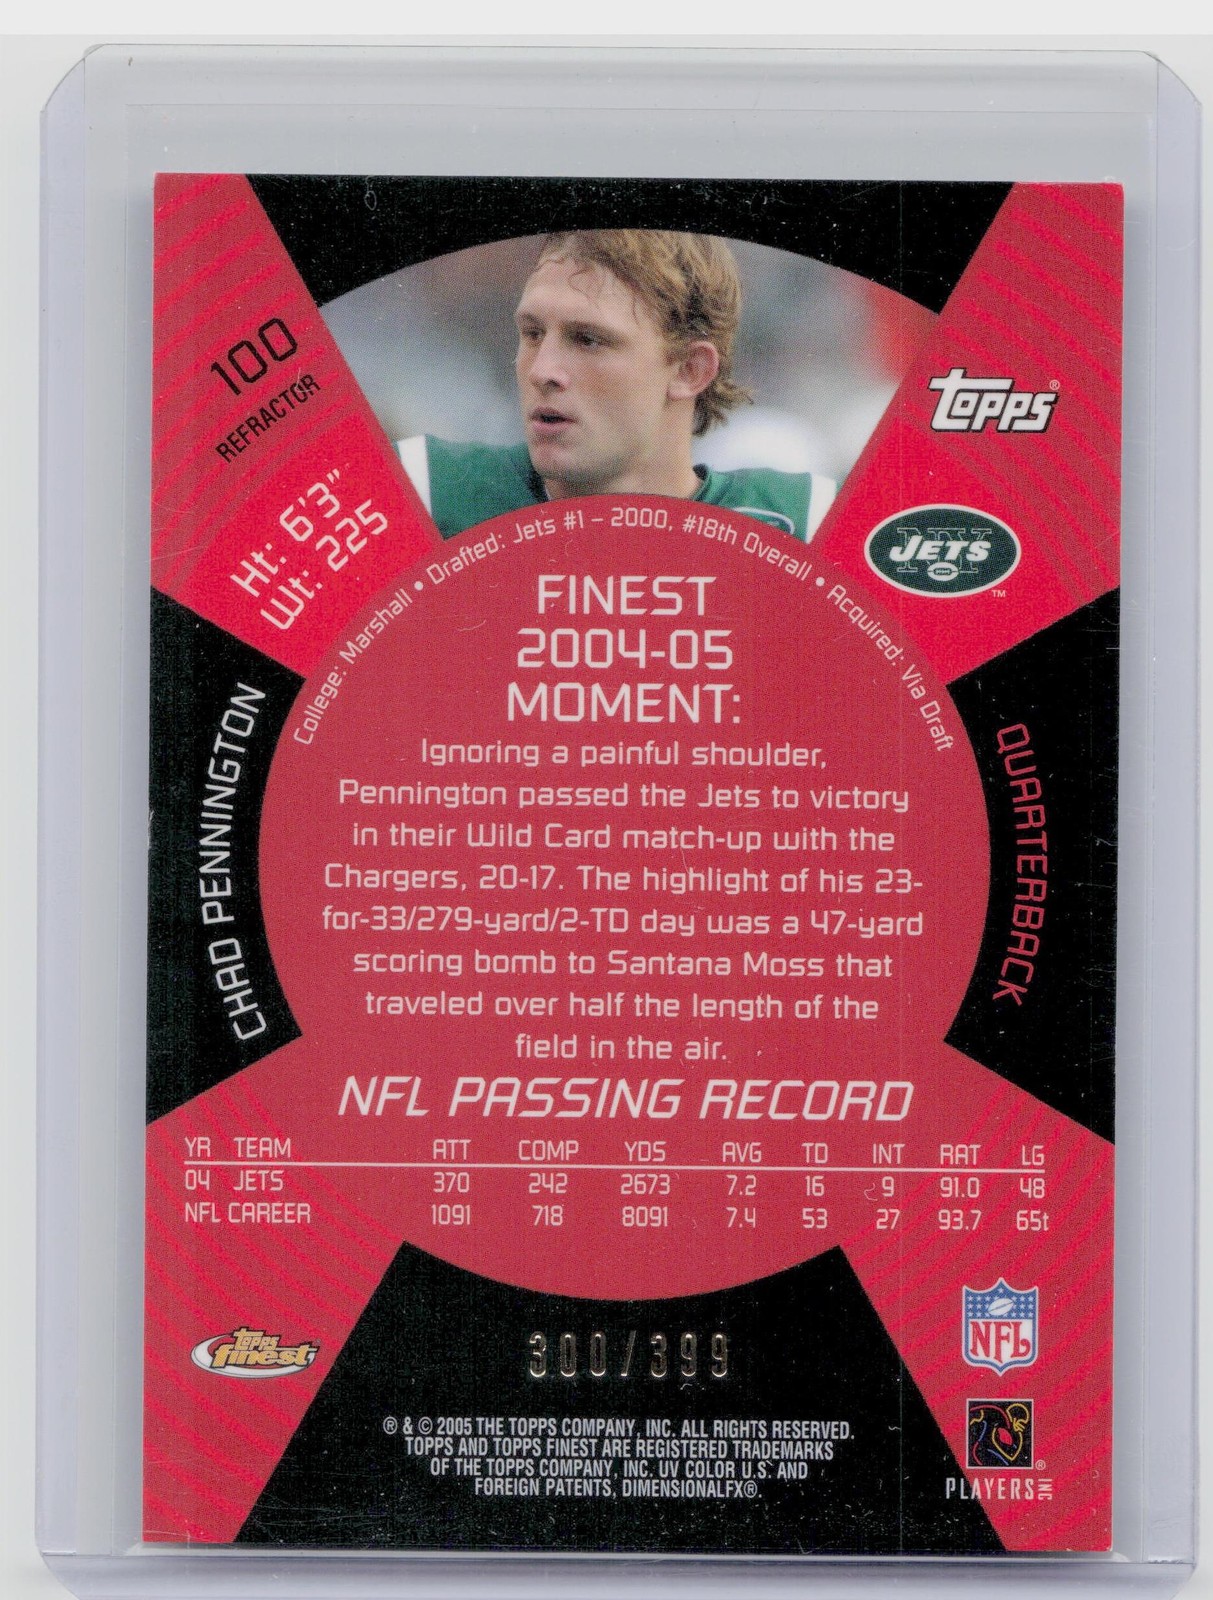 100
REFRACTOR
Ht: 6'3"
Wt: 225
TOPPS®
NY JETS ™
College: Marshall • Drafted: Jets #1 – 2000, #18th Overall • Acquired: Via Draft
CHAD PENNINGTON
QUARTERBACK
FINEST
2004-05
MOMENT:
Ignoring a painful shoulder,
Pennington passed the Jets to victory
in their Wild Card match-up with the
Chargers, 20-17. The highlight of his 23-
for-33/279-yard/2-TD day was a 47-yard
scoring bomb to Santana Moss that
traveled over half the length of the
field in the air.
NFL PASSING RECORD
YR TEAM ATT COMP YDS AVG TD INT RAT LG
04 JETS 370 242 2673 7.2 16 9 91.0 48
NFL CAREER 1091 718 8091 7.4 53 27 93.7 65t
Topps finest
300/399
NFL
® & © 2005 THE TOPPS COMPANY, INC. ALL RIGHTS RESERVED.
TOPPS AND TOPPS FINEST ARE REGISTERED TRADEMARKS
OF THE TOPPS COMPANY, INC. UV COLOR U.S. AND
FOREIGN PATENTS, DIMENSIONALFX®.
®
PLAYERS INC